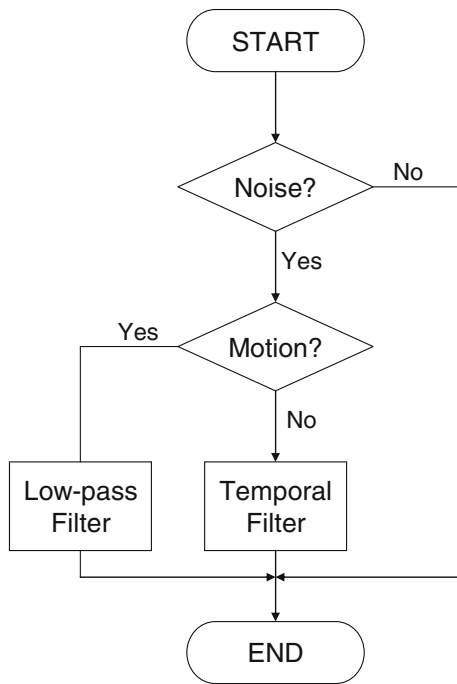 START
Noise?
No
Yes
Yes
Motion?
No
Low-pass
Filter
Temporal
Filter
END